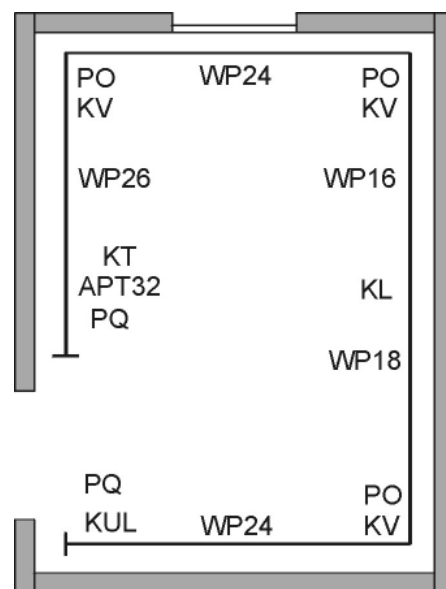 PO WP24 PO
KV KV
WP26 WP16
KT
APT32 KL
PQ
WP18
PQ
PO
KUL WP24 KV